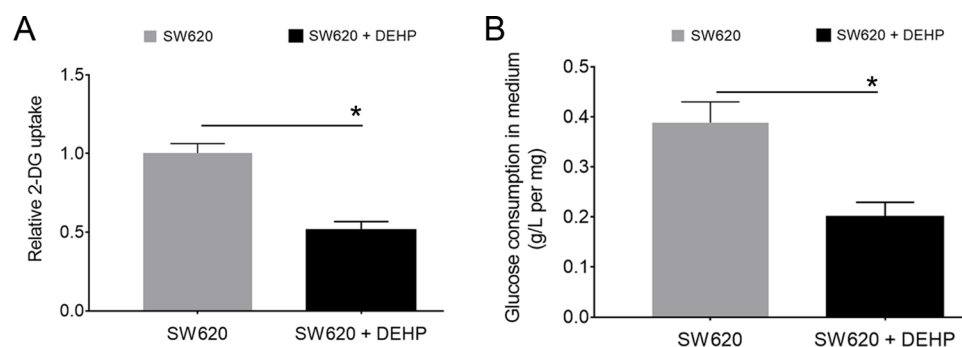 A
SW620
SW620 + DEHP
Relative 2-DG uptake
1.5
1.0
0.5
0.0
*
SW620
SW620 + DEHP
B
SW620
SW620 + DEHP
Glucose consumption in medium
(g/L per mg)
0.5
0.4
0.3
0.2
0.1
0.0
*
SW620
SW620 + DEHP